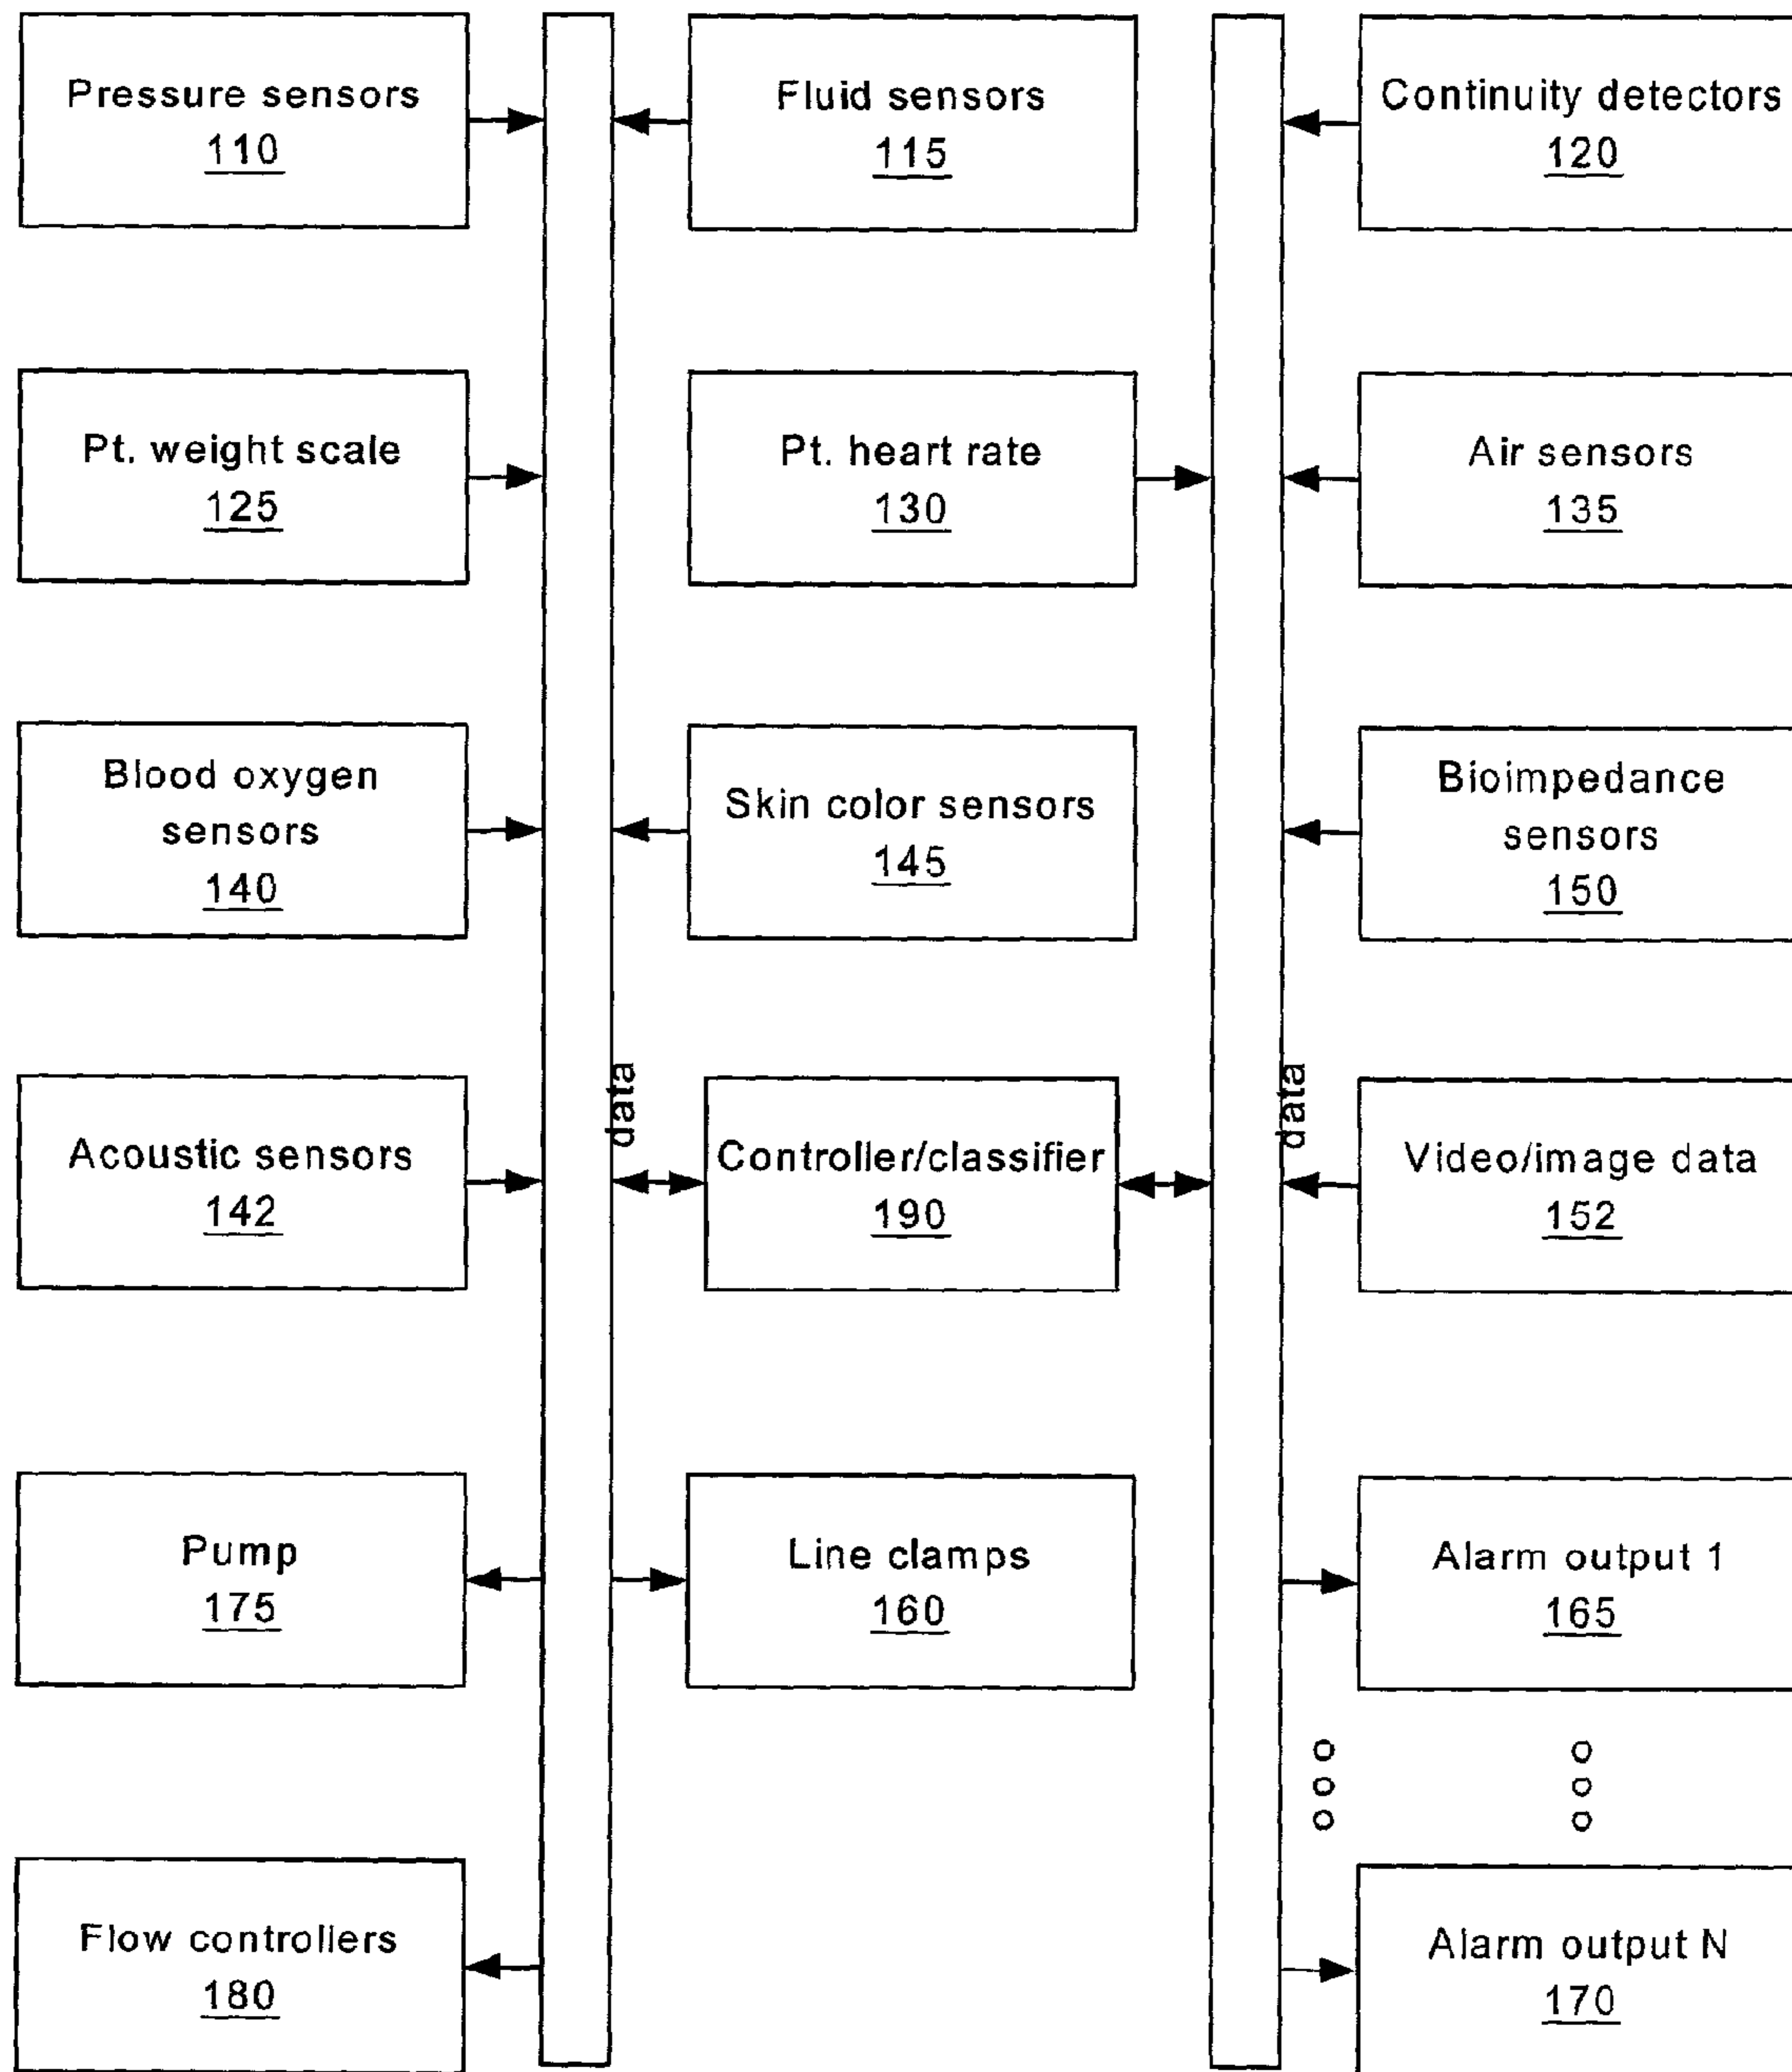 Pressure sensors
110
Fluid sensors
115
Continuity detectors
120
Pt. weight scale
125
Pt. heart rate
130
Air sensors
135
Blood oxygen
sensors
140
Skin color sensors
145
Bioimpedance
sensors
150
Acoustic sensors
142
data
Controller/classifier
190
data
Video/image data
152
Pump
175
Line clamps
160
Alarm output 1
165
Flow controllers
180
Alarm output N
170